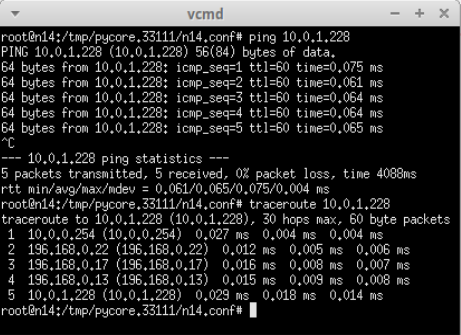 vcmd
root@n14:/tmp/pycore.33111/n14.conf# ping 10.0.1.228
PING 10.0.1.228 (10.0.1.228) 56(84) bytes of data.
64 bytes from 10.0.1.228: icmp_seq=1 ttl=60 time=0.075 ms
64 bytes from 10.0.1.228: icmp_seq=2 ttl=60 time=0.061 ms
64 bytes from 10.0.1.228: icmp_seq=3 ttl=60 time=0.064 ms
64 bytes from 10.0.1.228: icmp_seq=4 ttl=60 time=0.064 ms
64 bytes from 10.0.1.228: icmp_seq=5 ttl=60 time=0.065 ms
^C
--- 10.0.1.228 ping statistics ---
5 packets transmitted, 5 received, 0% packet loss, time 4088ms
rtt min/avg/max/mdev = 0.061/0.065/0.075/0.004 ms
root@n14:/tmp/pycore.33111/n14.conf# traceroute 10.0.1.228
traceroute to 10.0.1.228 (10.0.1.228), 30 hops max, 60 byte packets
1 10.0.0.254 (10.0.0.254) 0.027 ms 0.004 ms 0.004 ms
2 196.168.0.22 (196.168.0.22) 0.012 ms 0.005 ms 0.006 ms
3 196.168.0.17 (196.168.0.17) 0.016 ms 0.008 ms 0.007 ms
4 196.168.0.13 (196.168.0.13) 0.015 ms 0.009 ms 0.008 ms
5 10.0.1.228 (10.0.1.228) 0.029 ms 0.018 ms 0.014 ms
root@n14:/tmp/pycore.33111/n14.conf#